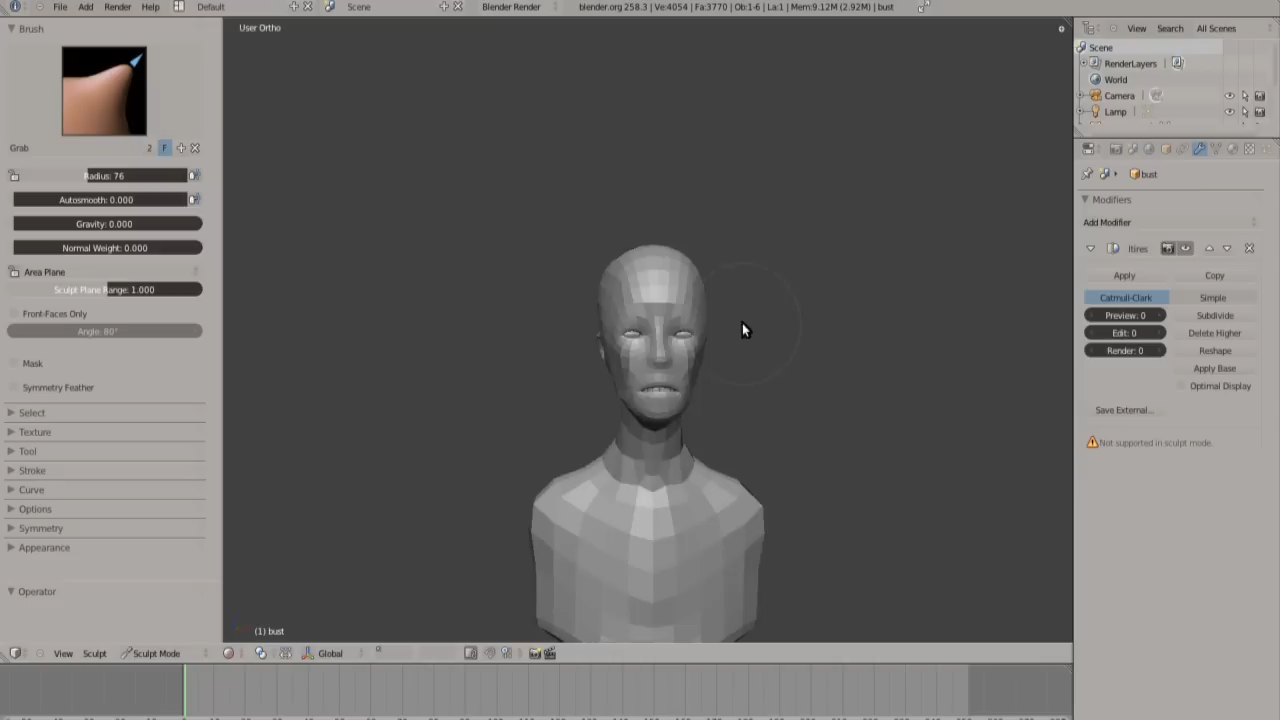 File Add Render Help Default Scene Blender Render blender.org 258.3 | Ve:4054 | Fa:3770 | Ob:1-6 | La:1 | Mem:9.12M (2.92M) | bust
Brush
User Ortho
View Search All Scenes
Scene
RenderLayers
World
Camera
Lamp
Grab 2 F
Radius: 76
Autosmooth: 0.000
Gravity: 0.000
Normal Weight: 0.000
Area Plane
Sculpt Plane Range: 1.000
Front-Faces Only
Angle: 80°
Mask
Symmetry Feather
Select
Texture
Tool
Stroke
Curve
Options
Symmetry
Appearance
Operator
bust
Modifiers
Add Modifier
ltires
Apply Copy
Catmull-Clark Simple
Preview: 0 Subdivide
Edit: 0 Delete Higher
Render: 0 Reshape
Apply Base
Optimal Display
Save External...
Not supported in sculpt mode.
(1) bust
View Sculpt Sculpt Mode Global